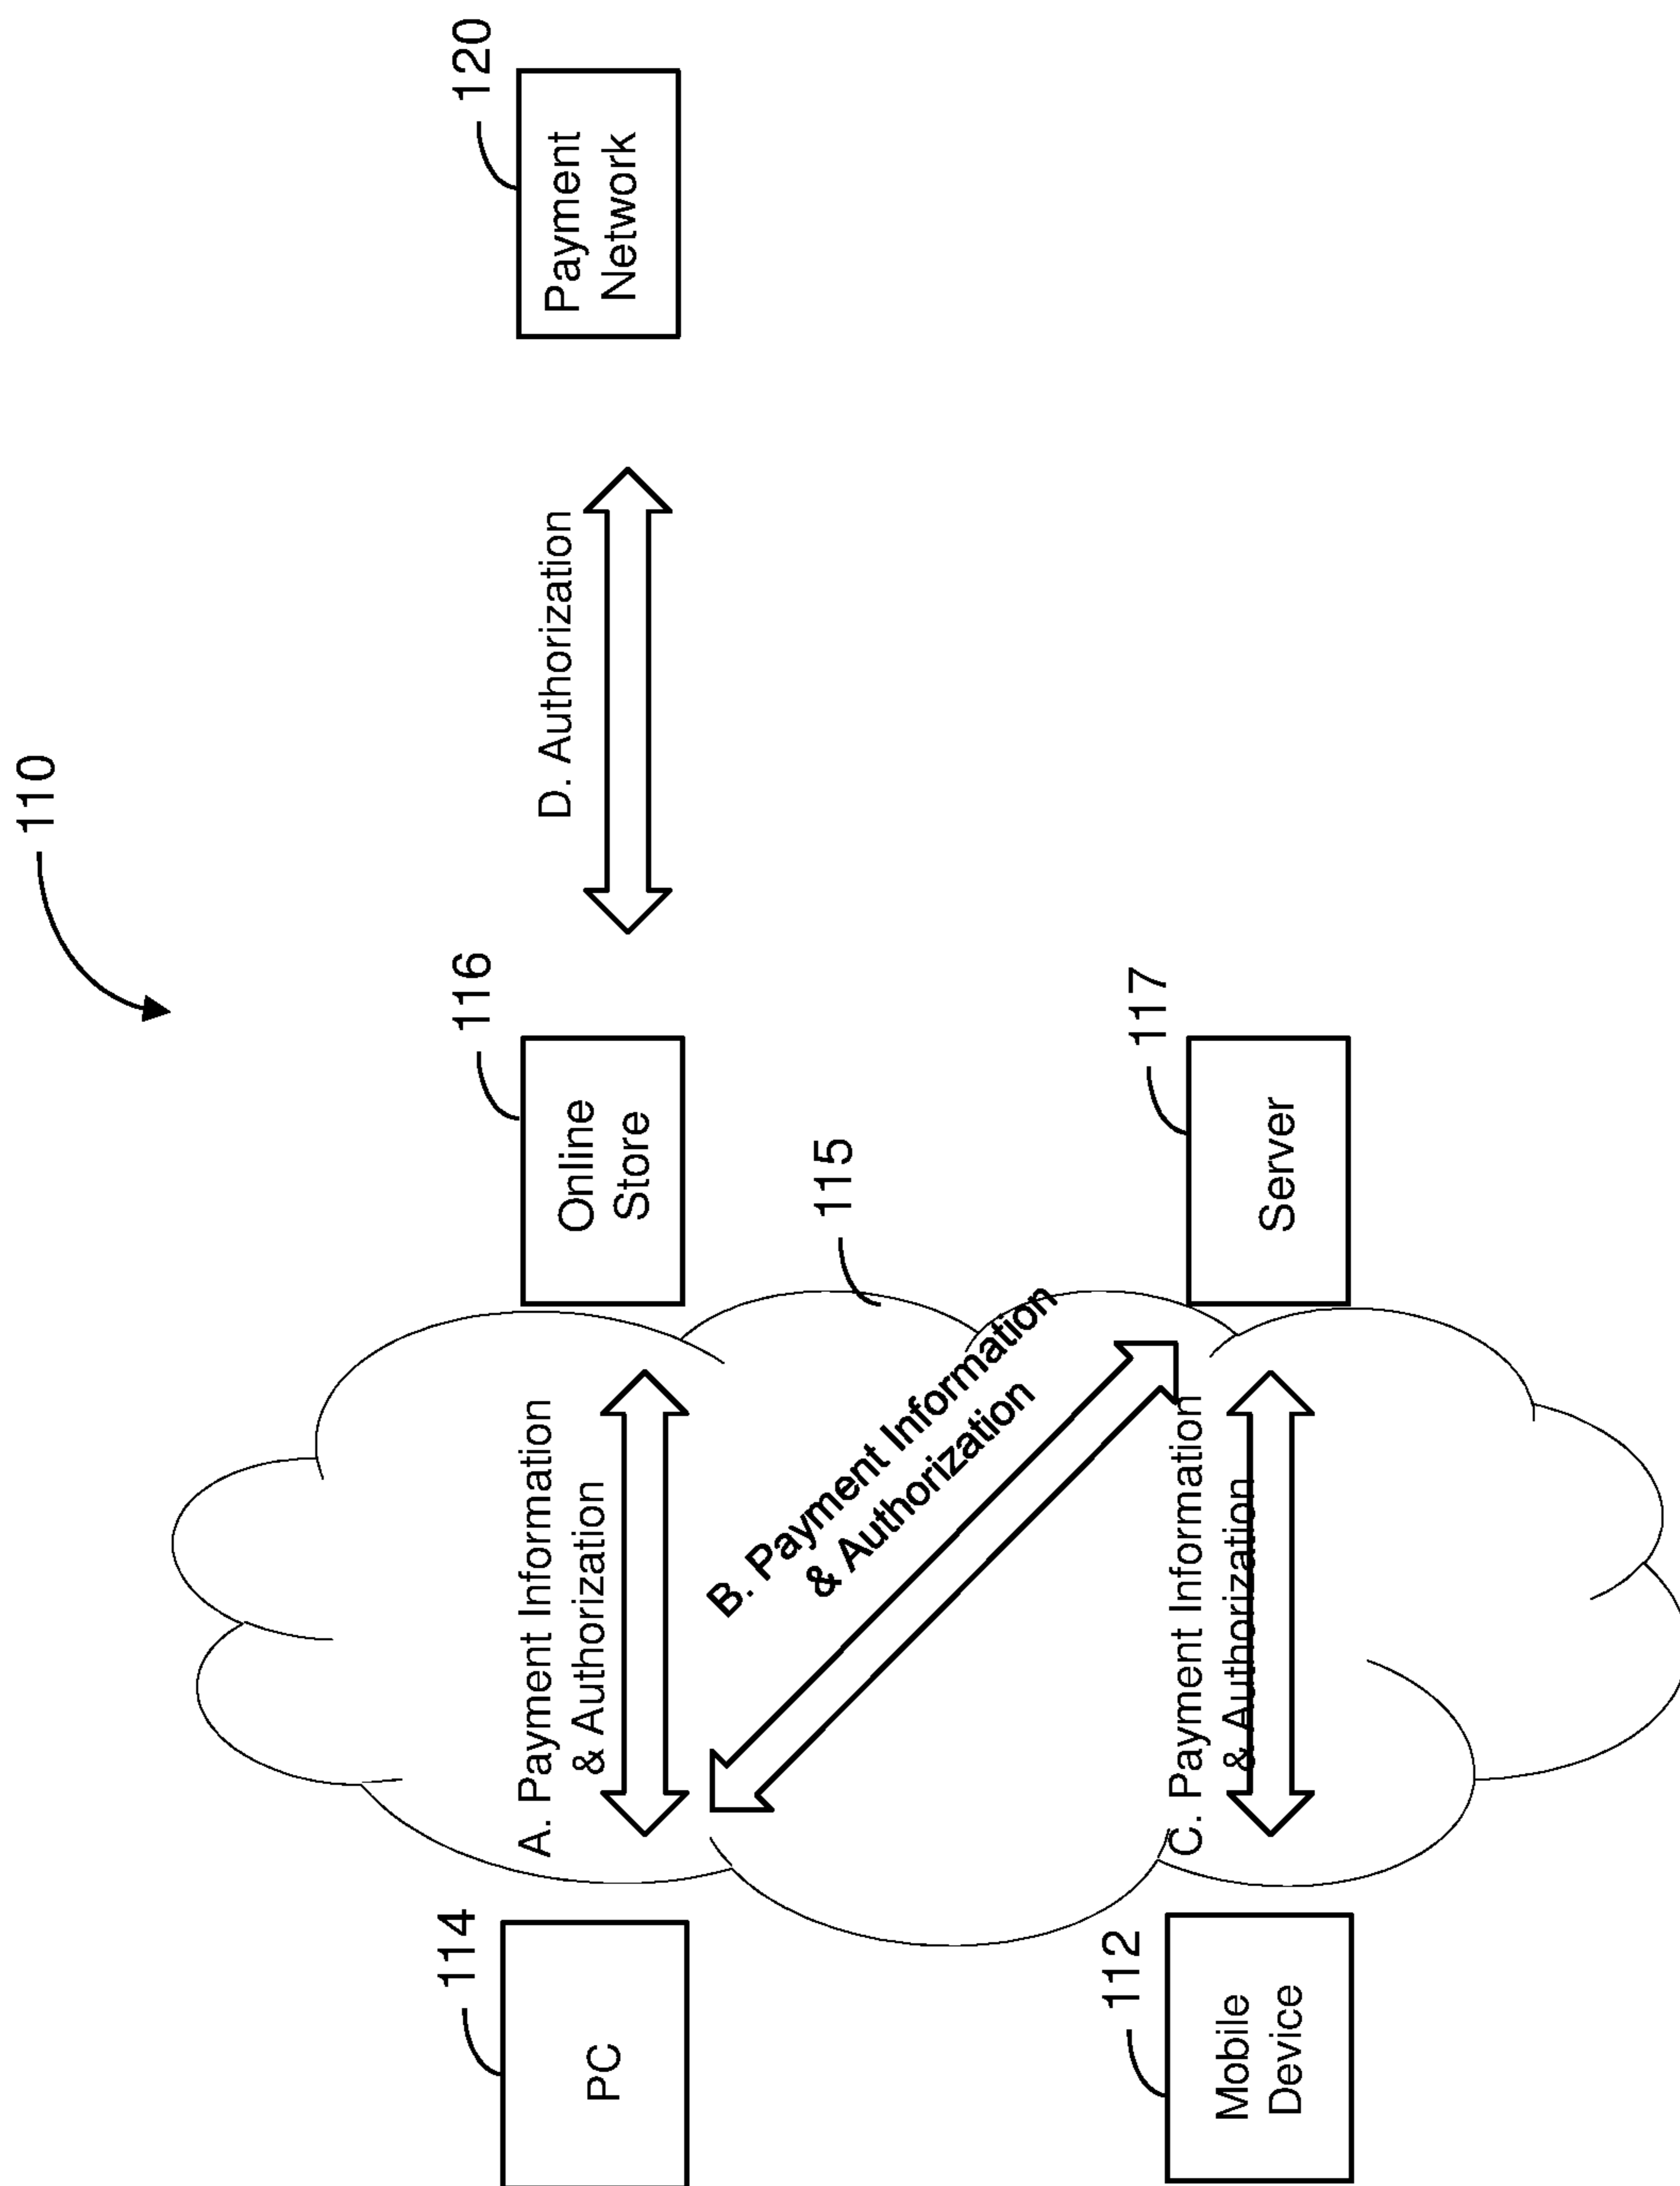 110
114
PC
A. Payment Information
& Authorization
116
Online
Store
D. Authorization
120
Payment
Network
B. Payment Information
& Authorization
115
112
Mobile
Device
C. Payment Information
& Authorization
117
Server